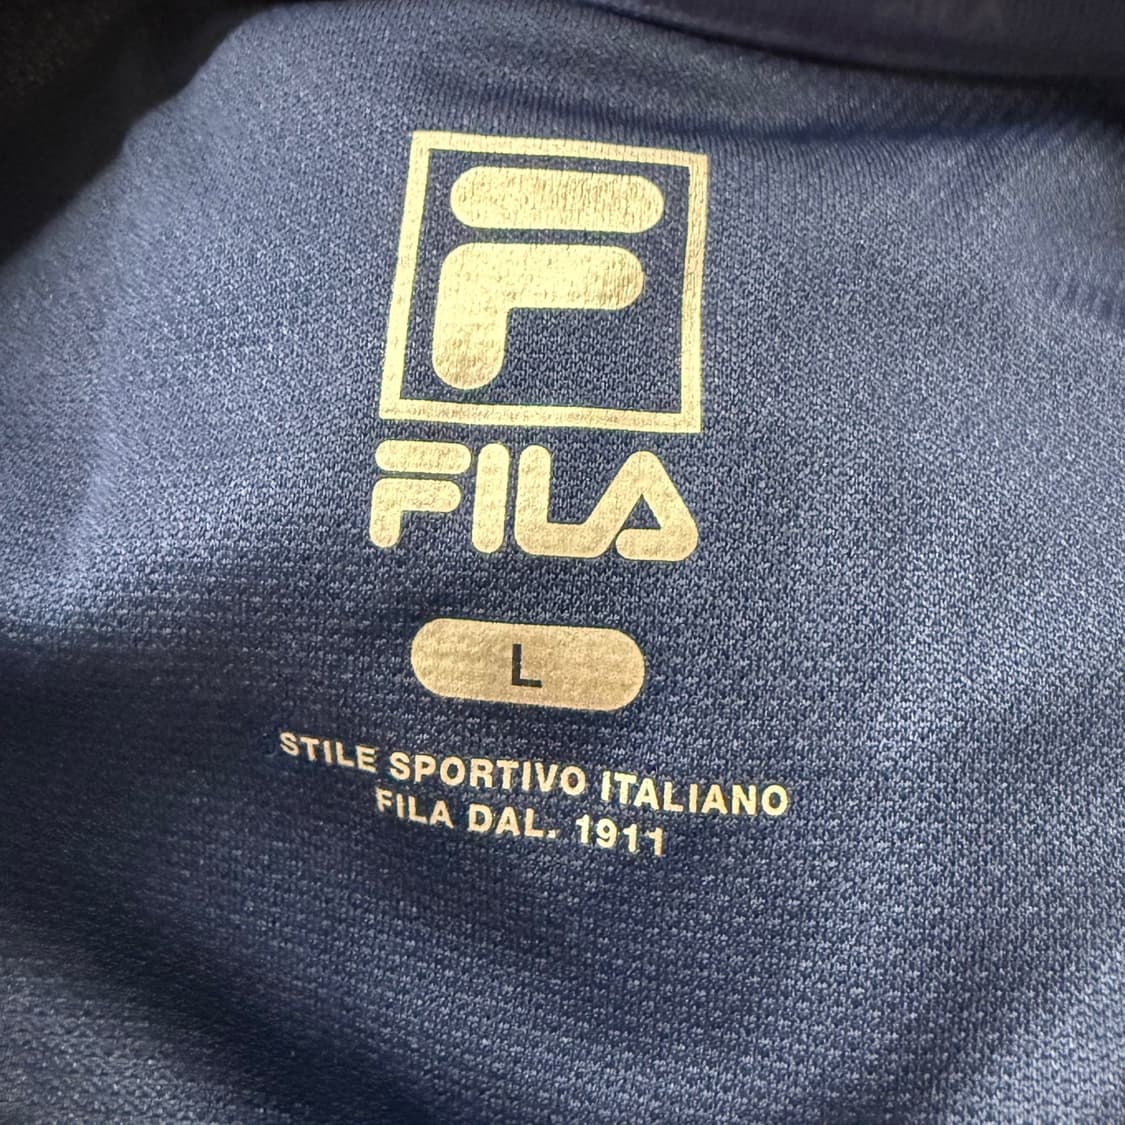 F
FILA
L
STILE SPORTIVO ITALIANO
FILA DAL. 1911